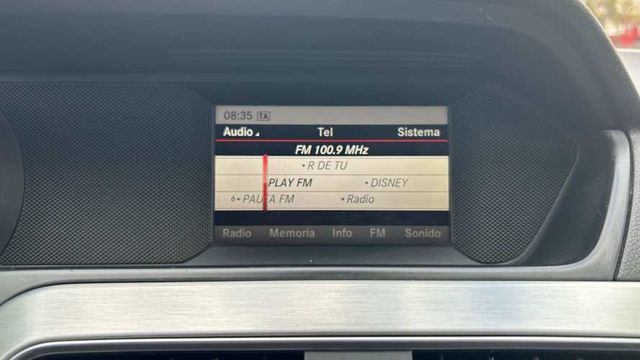 08:35 TA
Audio Tel Sistema
FM 100.9 MHz
•R DE TU
PLAY FM •DISNEY
6•PAUTA FM •Radio
Radio Memoria Info FM Sonido